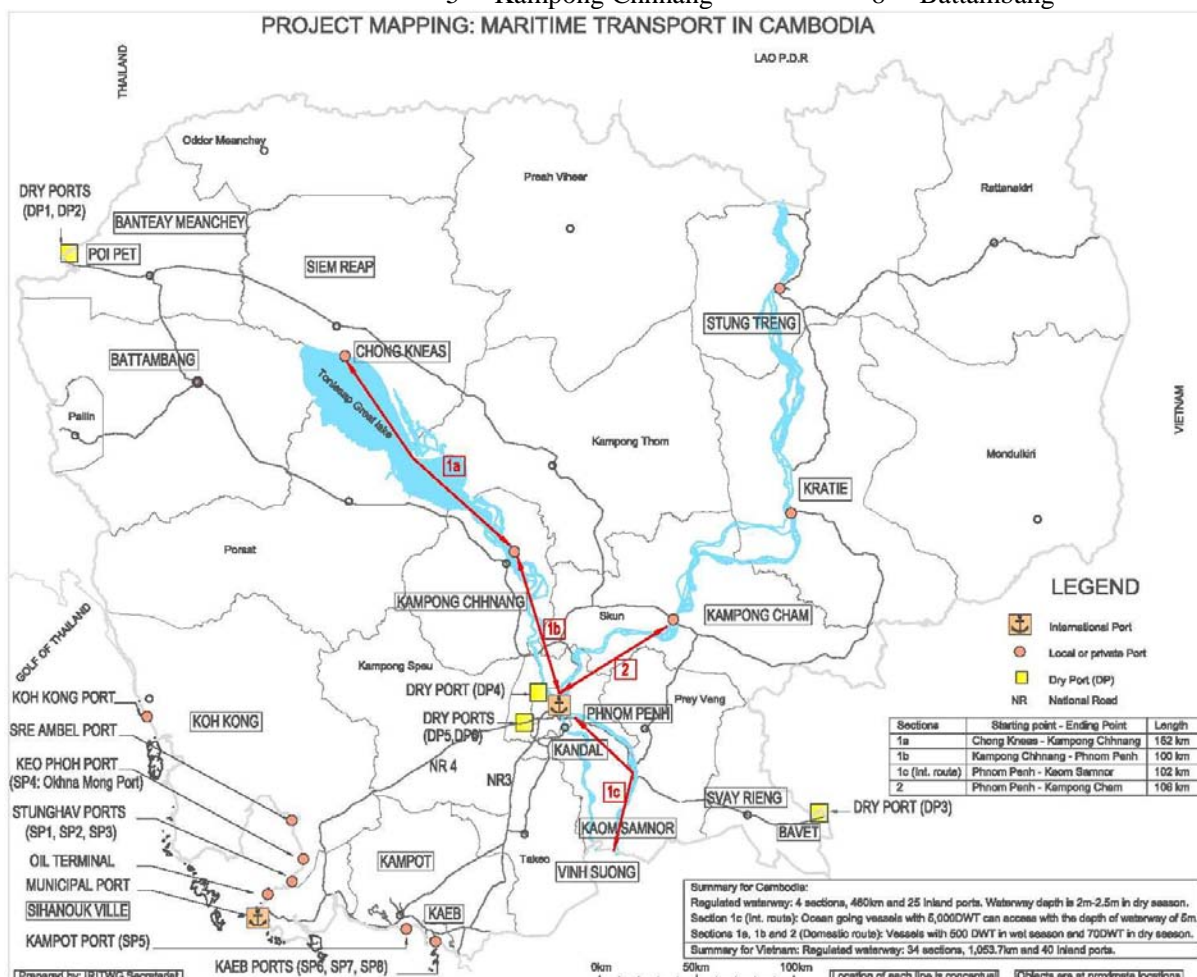 5 Kampong Chhnang 8 Battambang
PROJECT MAPPING: MARITIME TRANSPORT IN CAMBODIA
THAILAND
LAO P.D.R
Oddor Meanchey
Preah Vihear
Rattanakiri
DRY PORTS
(DP1, DP2)
BANTEAY MEANCHEY
POI PET
SIEM REAP
STUNG TRENG
CHONG KNEAS
BATTAMBANG
Tonlesap Great lake
Pailin
VIETNAM
Kampong Thom
Mondulkiri
1a
KRATIE
Porsat
LEGEND
KAMPONG CHHNANG
Skun
KAMPONG CHAM
International Port
1b
Local or private Port
GOLF OF THAILAND
Kampong Speu
2
Dry Port (DP)
DRY PORT (DP4)
Prey Veng
NR National Road
KOH KONG PORT
KOH KONG
DRY PORTS
(DP5,DP6)
PHNOM PENH
SRE AMBEL PORT
KANDAL
Sections Starting point - Ending Point Length
1a Chong Kneas - Kampong Chhnang 152 km
1b Kampong Chhnang - Phnom Penh 100 km
1c (int. route) Phnom Penh - Kaom Samnor 102 km
2 Phnom Penh - Kampong Cham 106 km
KEO PHOH PORT
(SP4: Okhna Mong Port)
NR 4
NR3
1c
SVAY RIENG
DRY PORT (DP3)
STUNGHAV PORTS
(SP1, SP2, SP3)
KAOM SAMNOR
BAVET
OIL TERMINAL
KAMPOT
Takeo
VINH SUONG
MUNICIPAL PORT
SIHANOUK VILLE
KAEB
KAMPOT PORT (SP5)
KAEB PORTS (SP6, SP7, SP8)
Summary for Cambodia:
Regulated waterway: 4 sections, 460km and 25 inland ports. Waterway depth is 2m-2.5m in dry season.
Section 1c (Int. route): Ocean going vessels with 5,000DWT can access with the depth of waterway of 5m.
Sections 1a, 1b and 2 (Domestic route): Vessels with 500 DWT in wet season and 70DWT in dry season.
Summary for Vietnam: Regulated waterway: 34 sections, 1,053.7km and 40 inland ports.
0km 50km 100km
Prepared by: Secretariat
Location of each line is conceptual